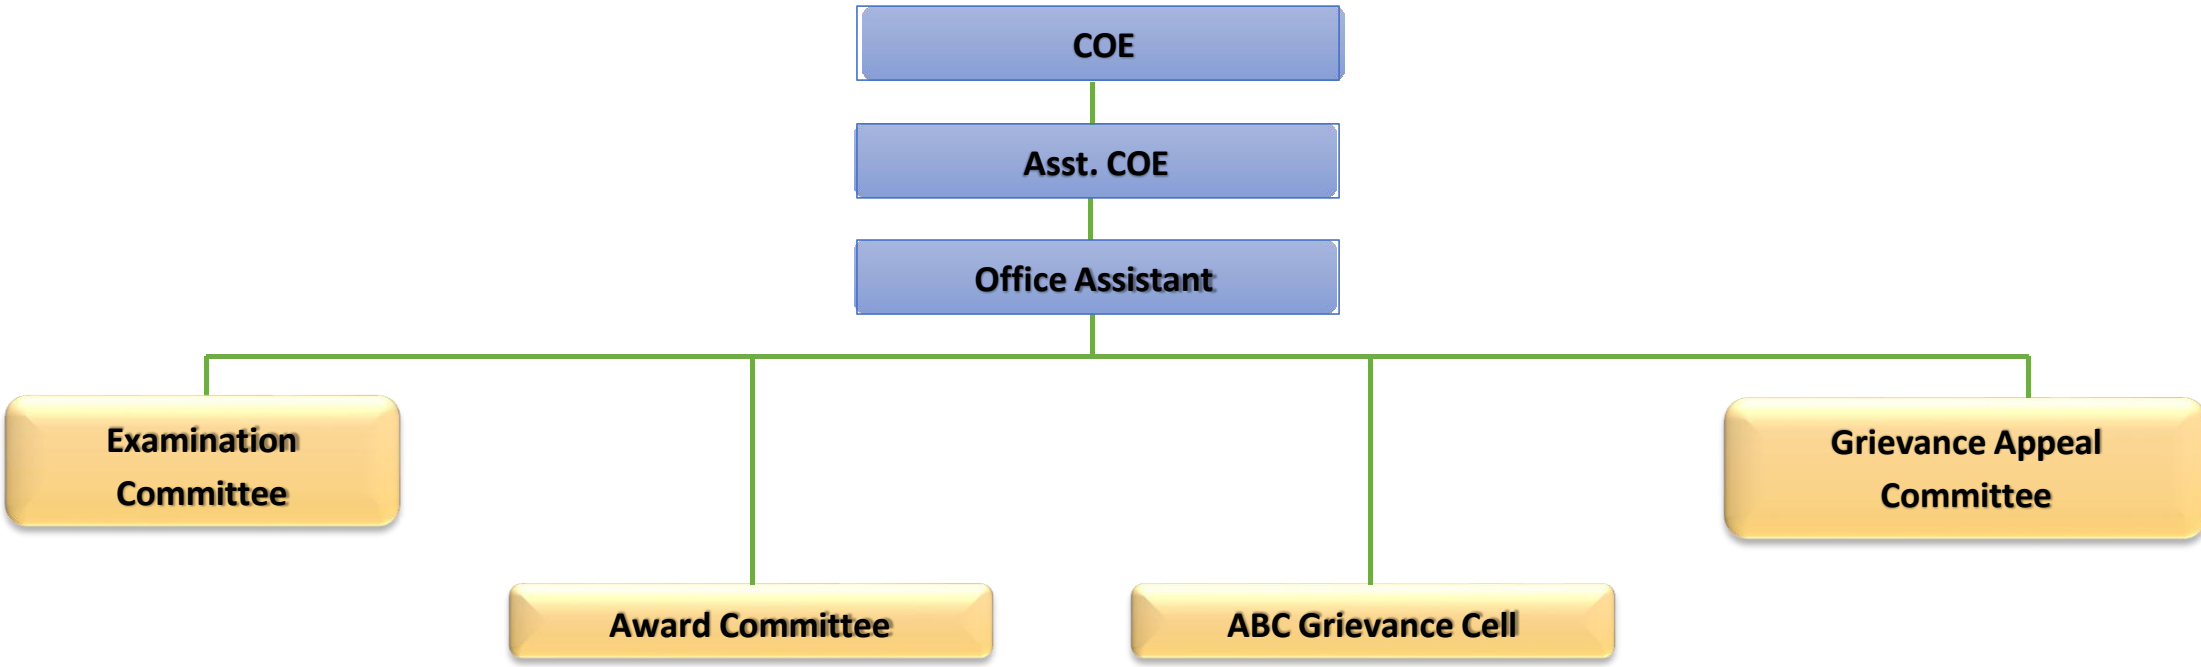 COE
Asst. COE
Office Assistant
Examination
Committee
Grievance Appeal
Committee
Award Committee
ABC Grievance Cell